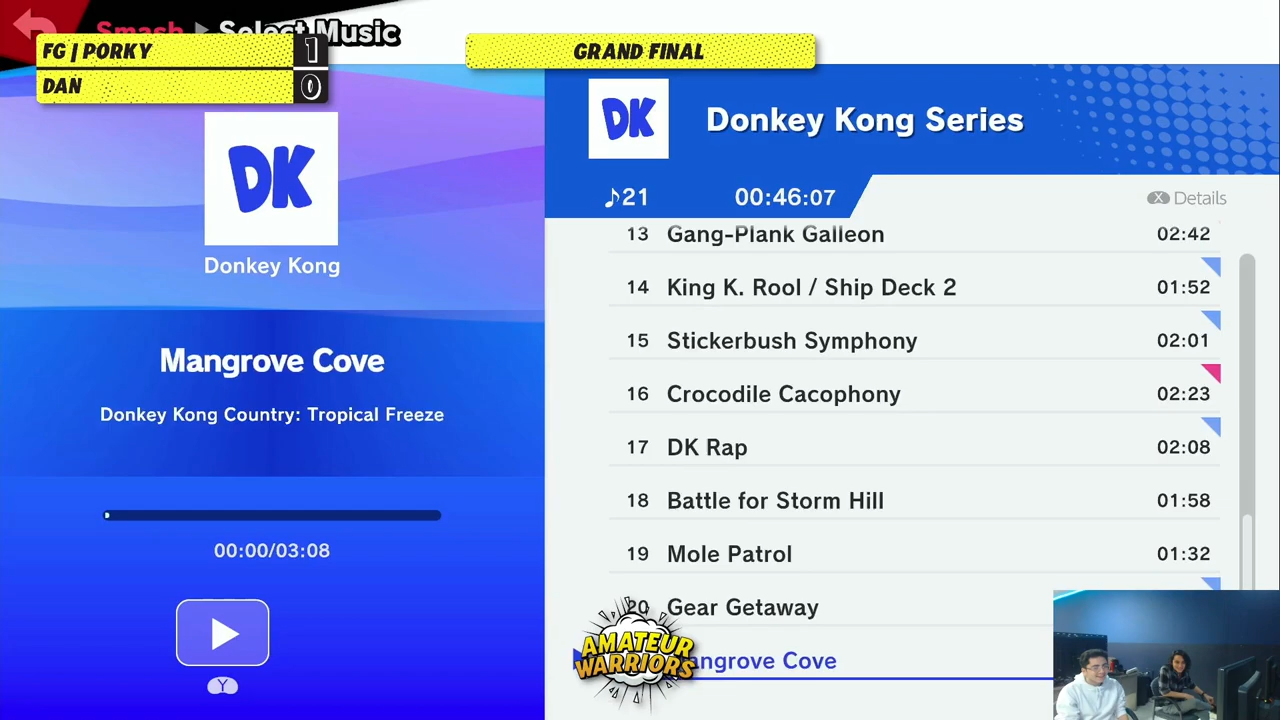 Smash ▶ Select Music
FG | PORKY 1
DAN 0
GRAND FINAL
DK
Donkey Kong
DK
Donkey Kong Series
♪21 00:46:07
X Details
13 Gang-Plank Galleon 02:42
14 King K. Rool / Ship Deck 2 01:52
15 Stickerbush Symphony 02:01
16 Crocodile Cacophony 02:23
17 DK Rap 02:08
18 Battle for Storm Hill 01:58
19 Mole Patrol 01:32
20 Gear Getaway
angrove Cove
Mangrove Cove
Donkey Kong Country: Tropical Freeze
00:00/03:08
Y
AMATEUR
WARRIORS